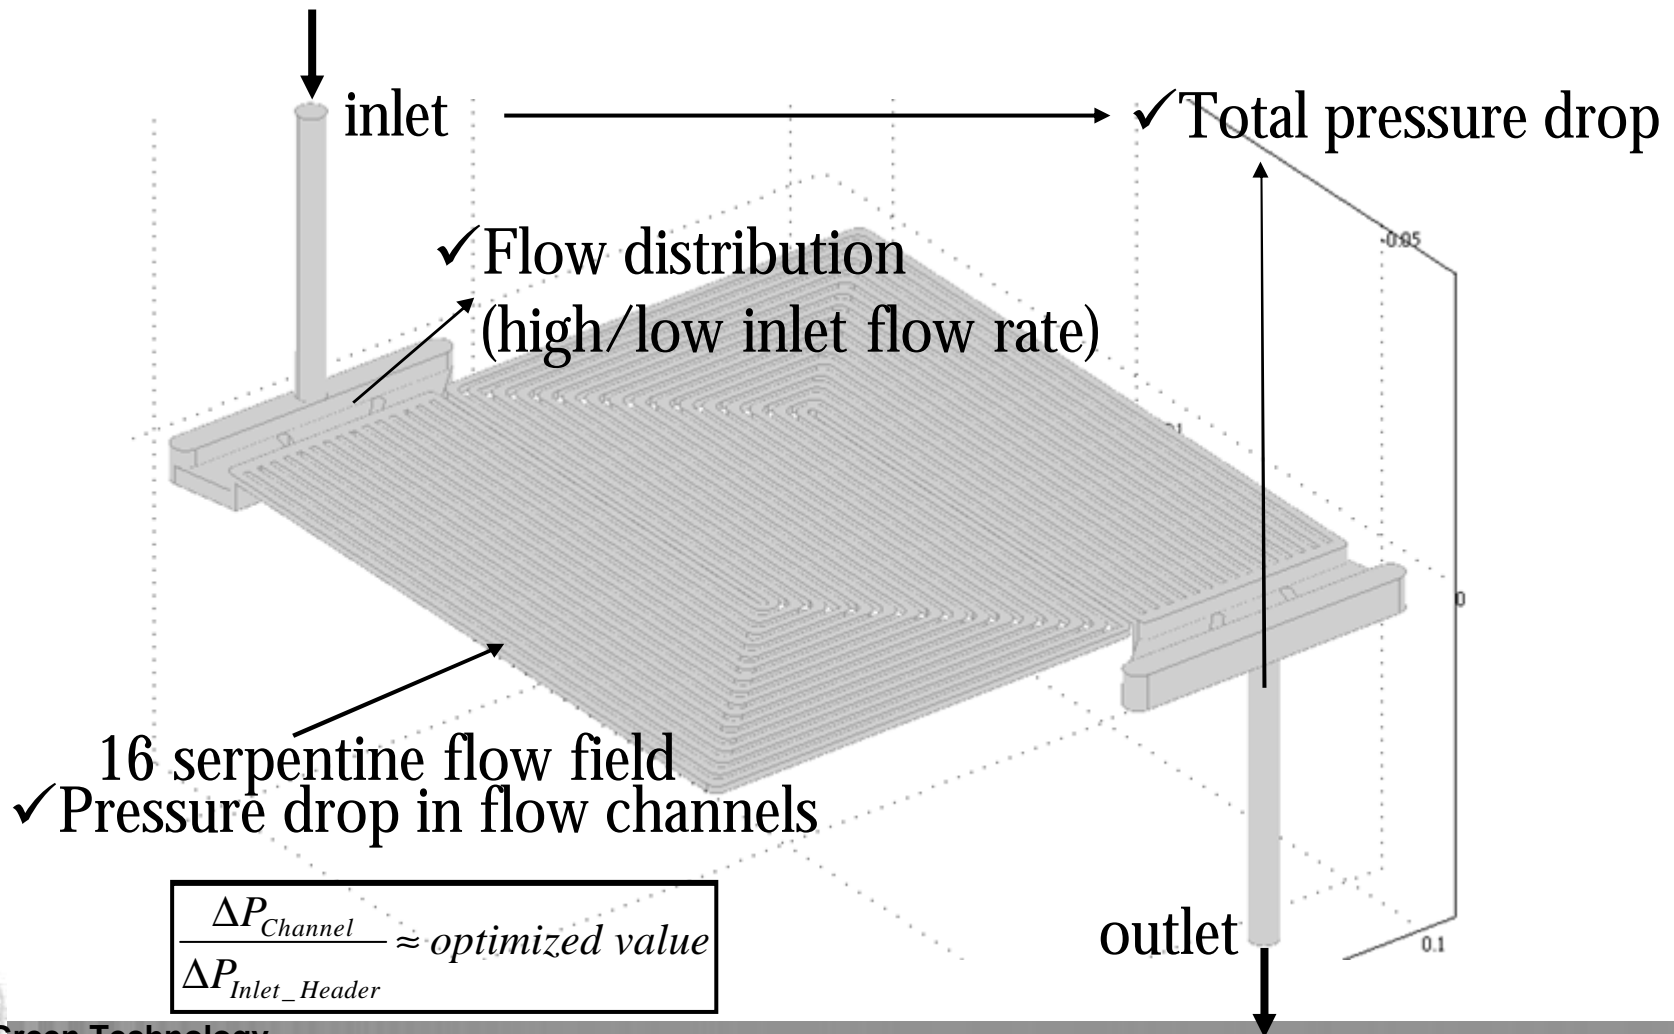 inlet
✓Total pressure drop
-0.05
✓Flow distribution
(high/low inlet flow rate)
0
16 serpentine flow field
✓Pressure drop in flow channels
ΔP_Channel / ΔP_Inlet_Header ≈ optimized value
outlet
0.1
Green Technology